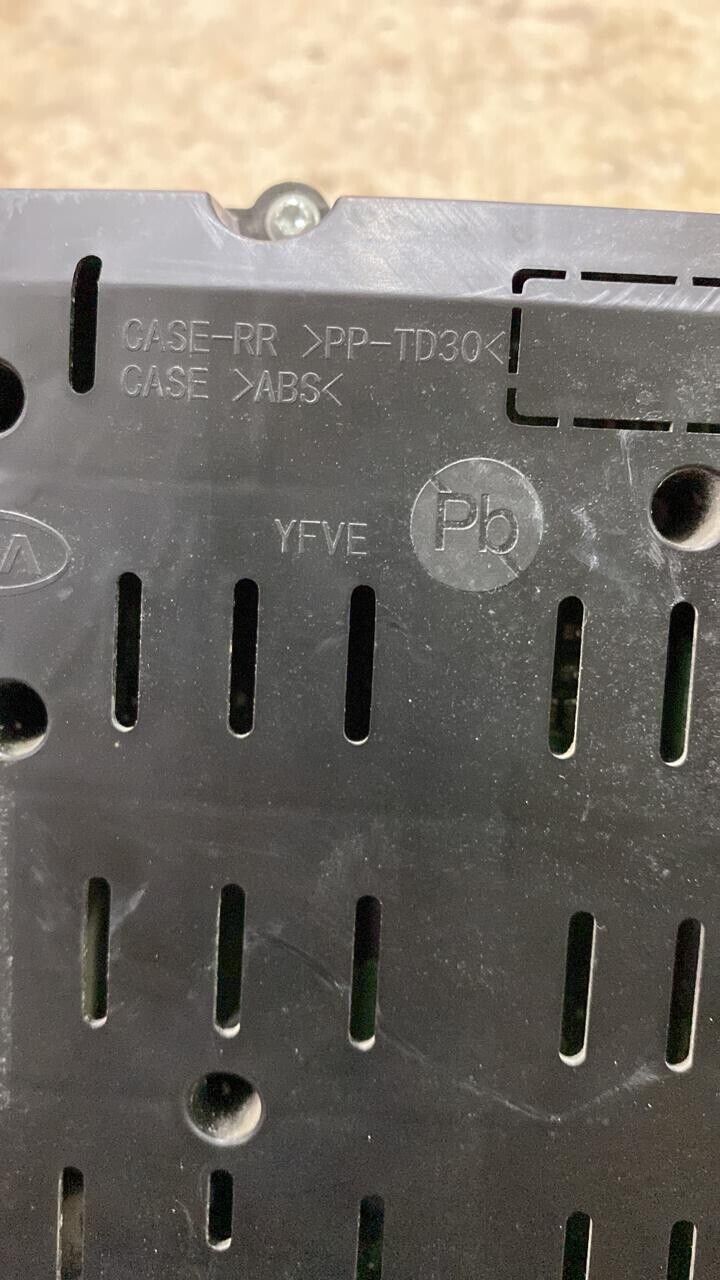 CASE-RR >PP-TD30<
CASE >ABS<
YFVE
Pb